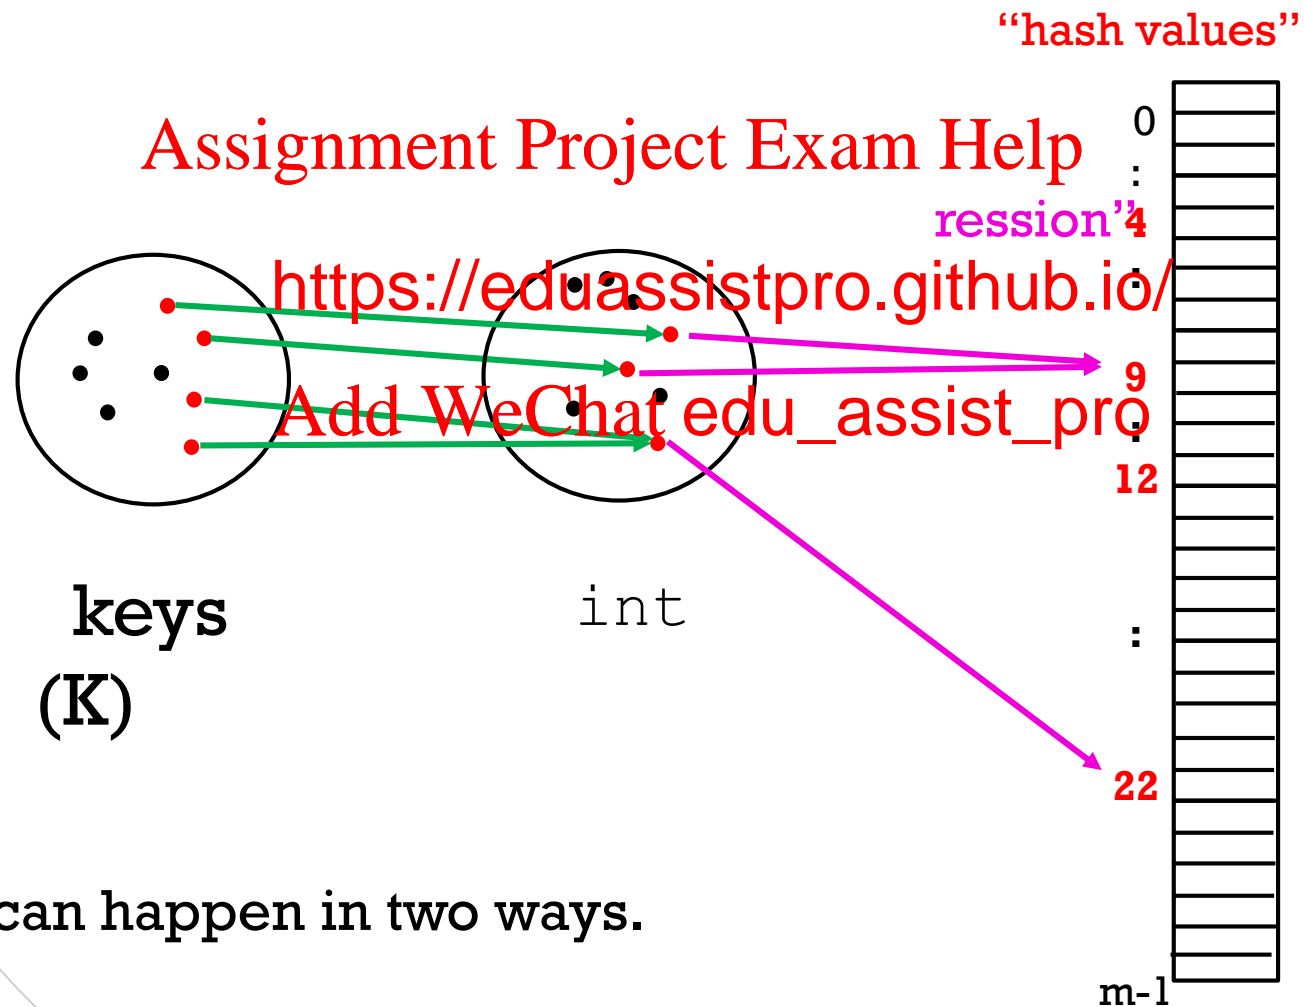 “hash values”
0
Assignment Project Exam Help
:
ression”
4
https://eduassistpro.github.io/
:
9
Add WeChat edu_assist_pro
:
12
keys
int
:
(K)
22
can happen in two ways.
m-1